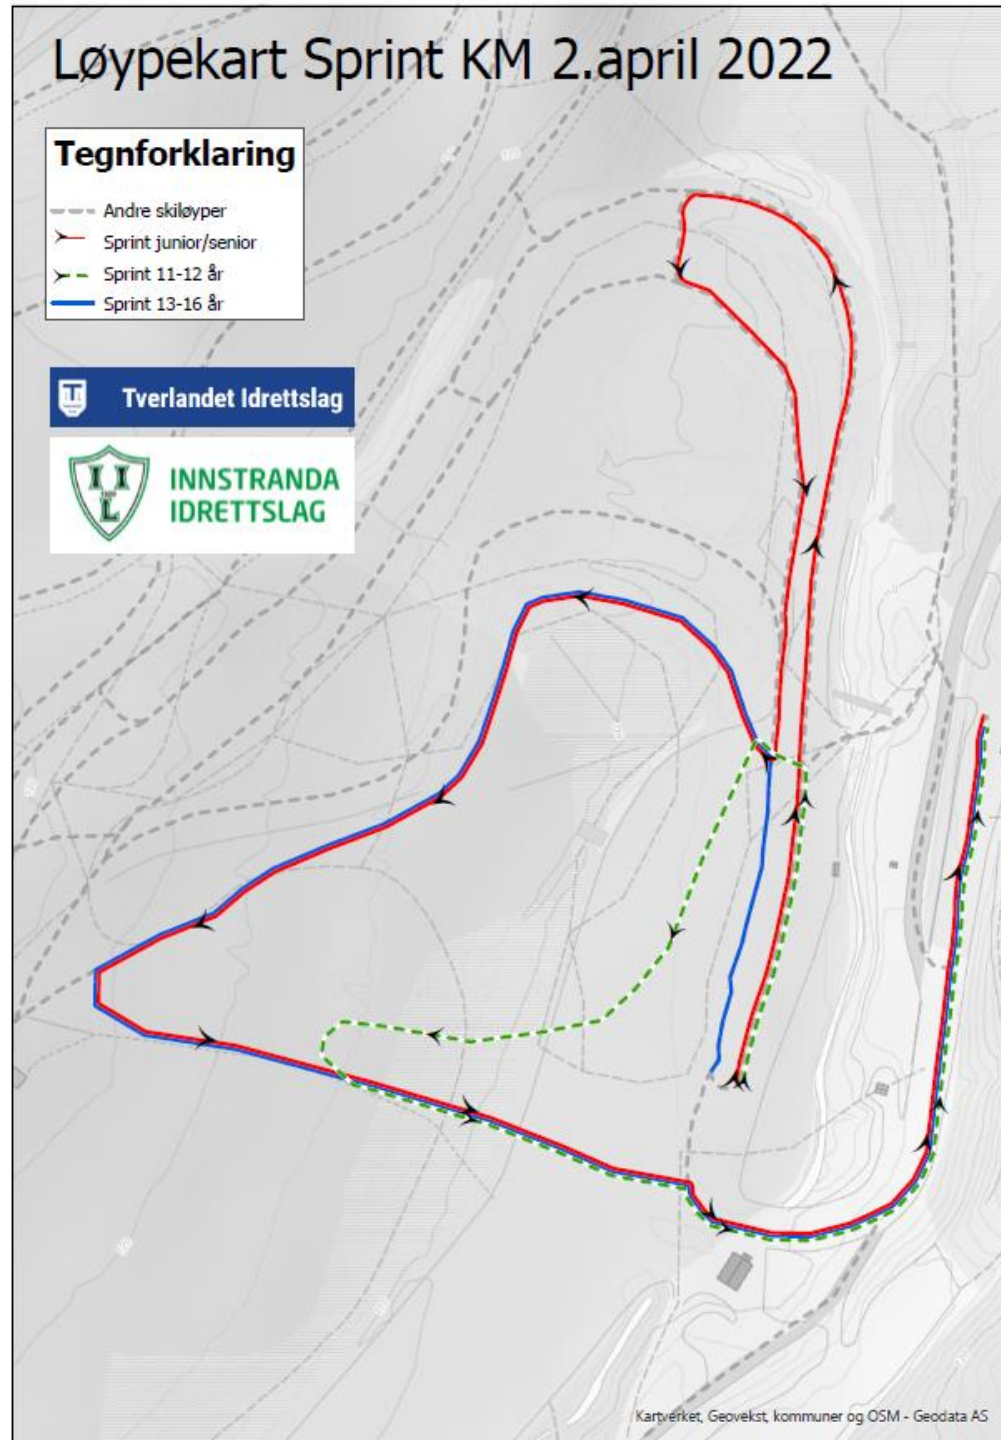 Løypekart Sprint KM 2.april 2022
Tegnforklaring
Andre skiløyper
Sprint junior/senior
Sprint 11-12 år
Sprint 13-16 år
Tverlandet Idrettslag
I I
L
INNSTRANDA
IDRETTSLAG
Kartverket, Geovekst, kommuner og OSM - Geodata AS